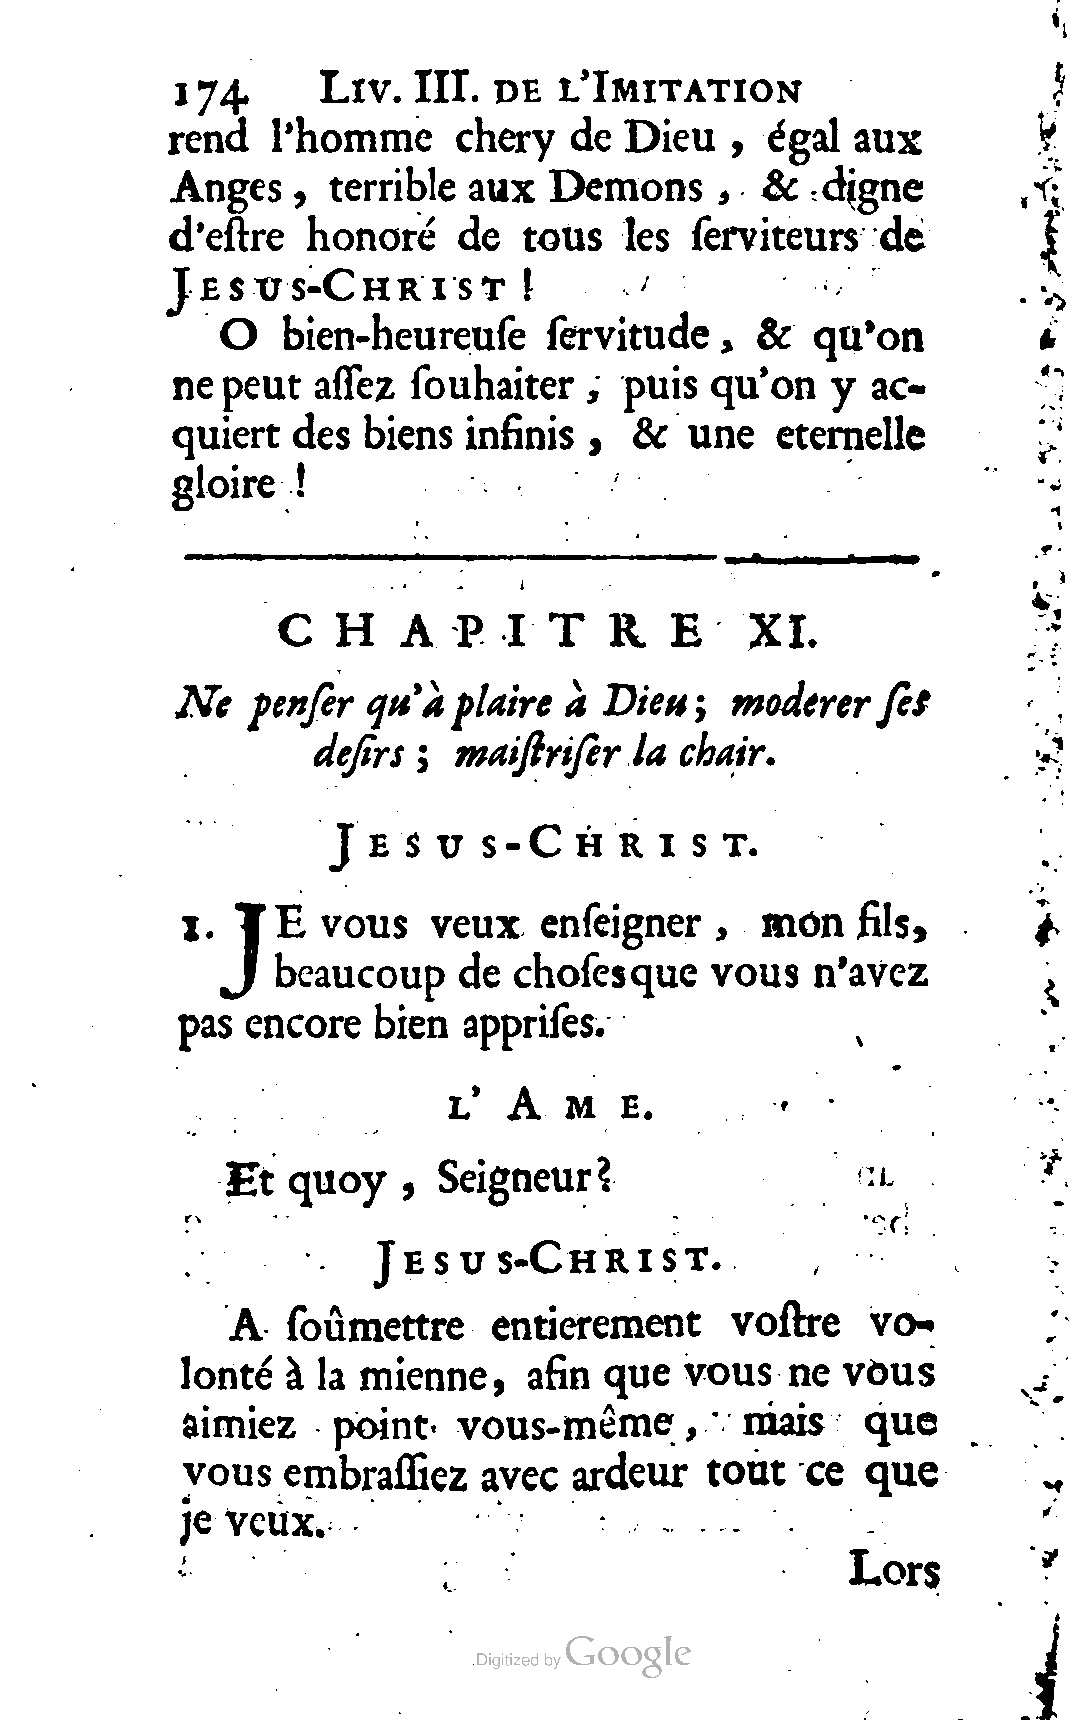 174 LIV. III. DE L'IMITATION
rend l'homme chery de Dieu , égal aux
Anges , terrible aux Demons , & digne
d'eſtre honoré de tous les ſerviteurs de
JESUS-CHRIST !
O bien-heureuſe ſervitude , & qu'on
ne peut aſſez ſouhaiter ; puis qu'on y ac-
quiert des biens infinis , & une eternelle
gloire !
CHAPITRE XI.
Ne penſer qu'à plaire à Dieu ; moderer ſes
deſirs ; maiſtriſer la chair.
JESUS-CHRIST.
1. JE vous veux enſeigner , mon fils,
beaucoup de choſes que vous n'avez
pas encore bien appriſes.
L'AME.
Et quoy , Seigneur ?
JESUS-CHRIST.
A ſoûmettre entierement voſtre vo-
lonté à la mienne, afin que vous ne vous
aimiez point vous-même , mais que
vous embraſſiez avec ardeur tout ce que
je veux.
Lors
Digitized by Google